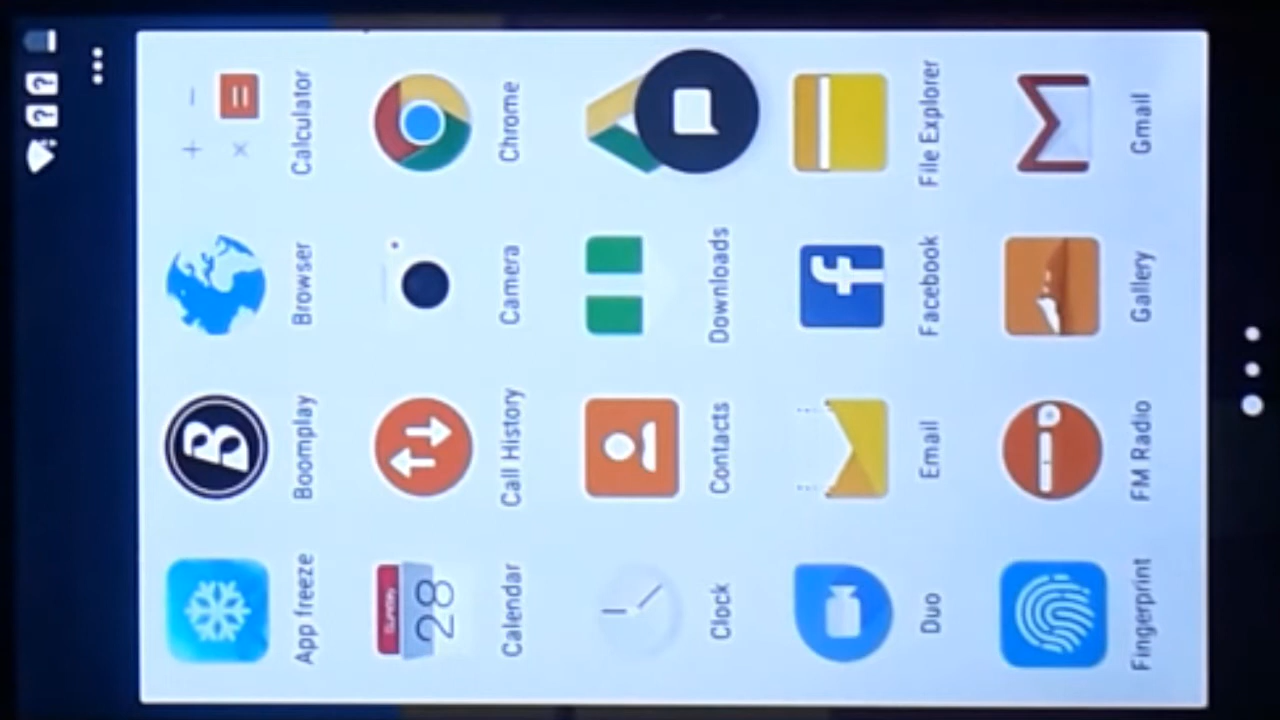 App freeze
Boomplay
Browser
Calculator
Sunday
28
Calendar
Call History
Camera
Chrome
Clock
Contacts
Downloads
Duo
Email
Facebook
File Explorer
Fingerprint
FM Radio
Gallery
Gmail